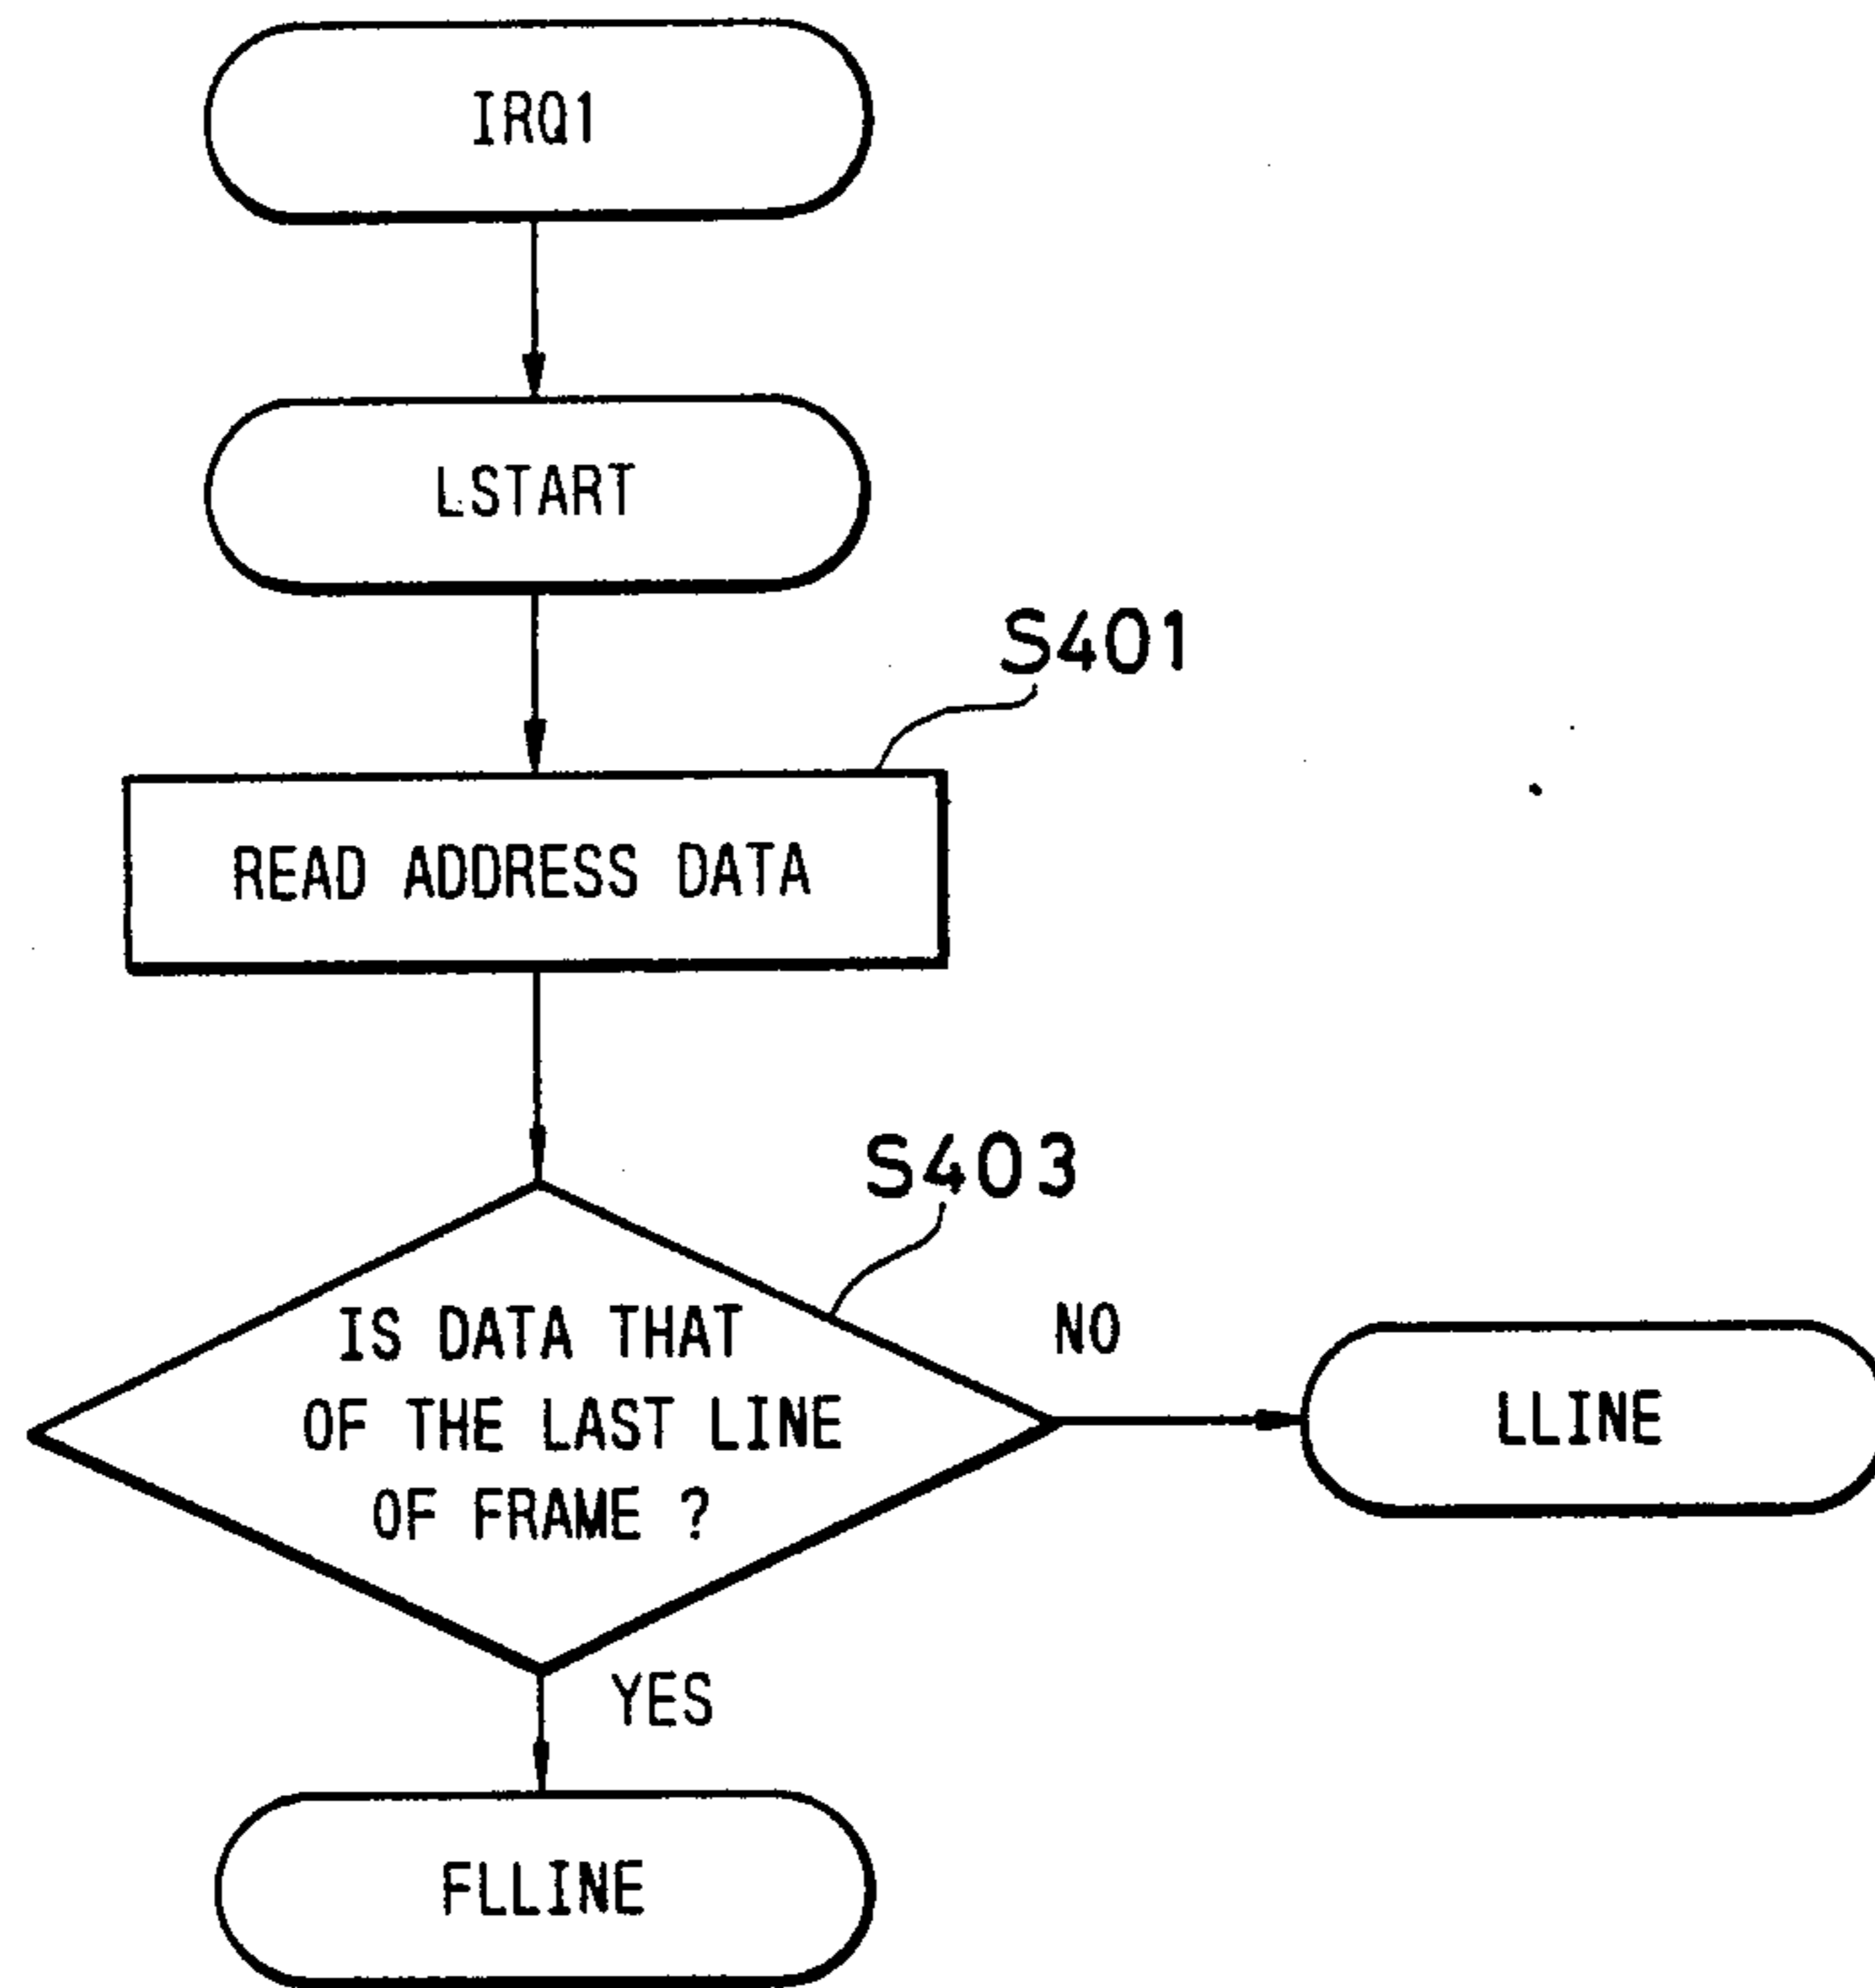 IRQ1
LSTART
S401
READ ADDRESS DATA
S403
IS DATA THAT
OF THE LAST LINE
OF FRAME ?
NO
LLINE
YES
FLLINE